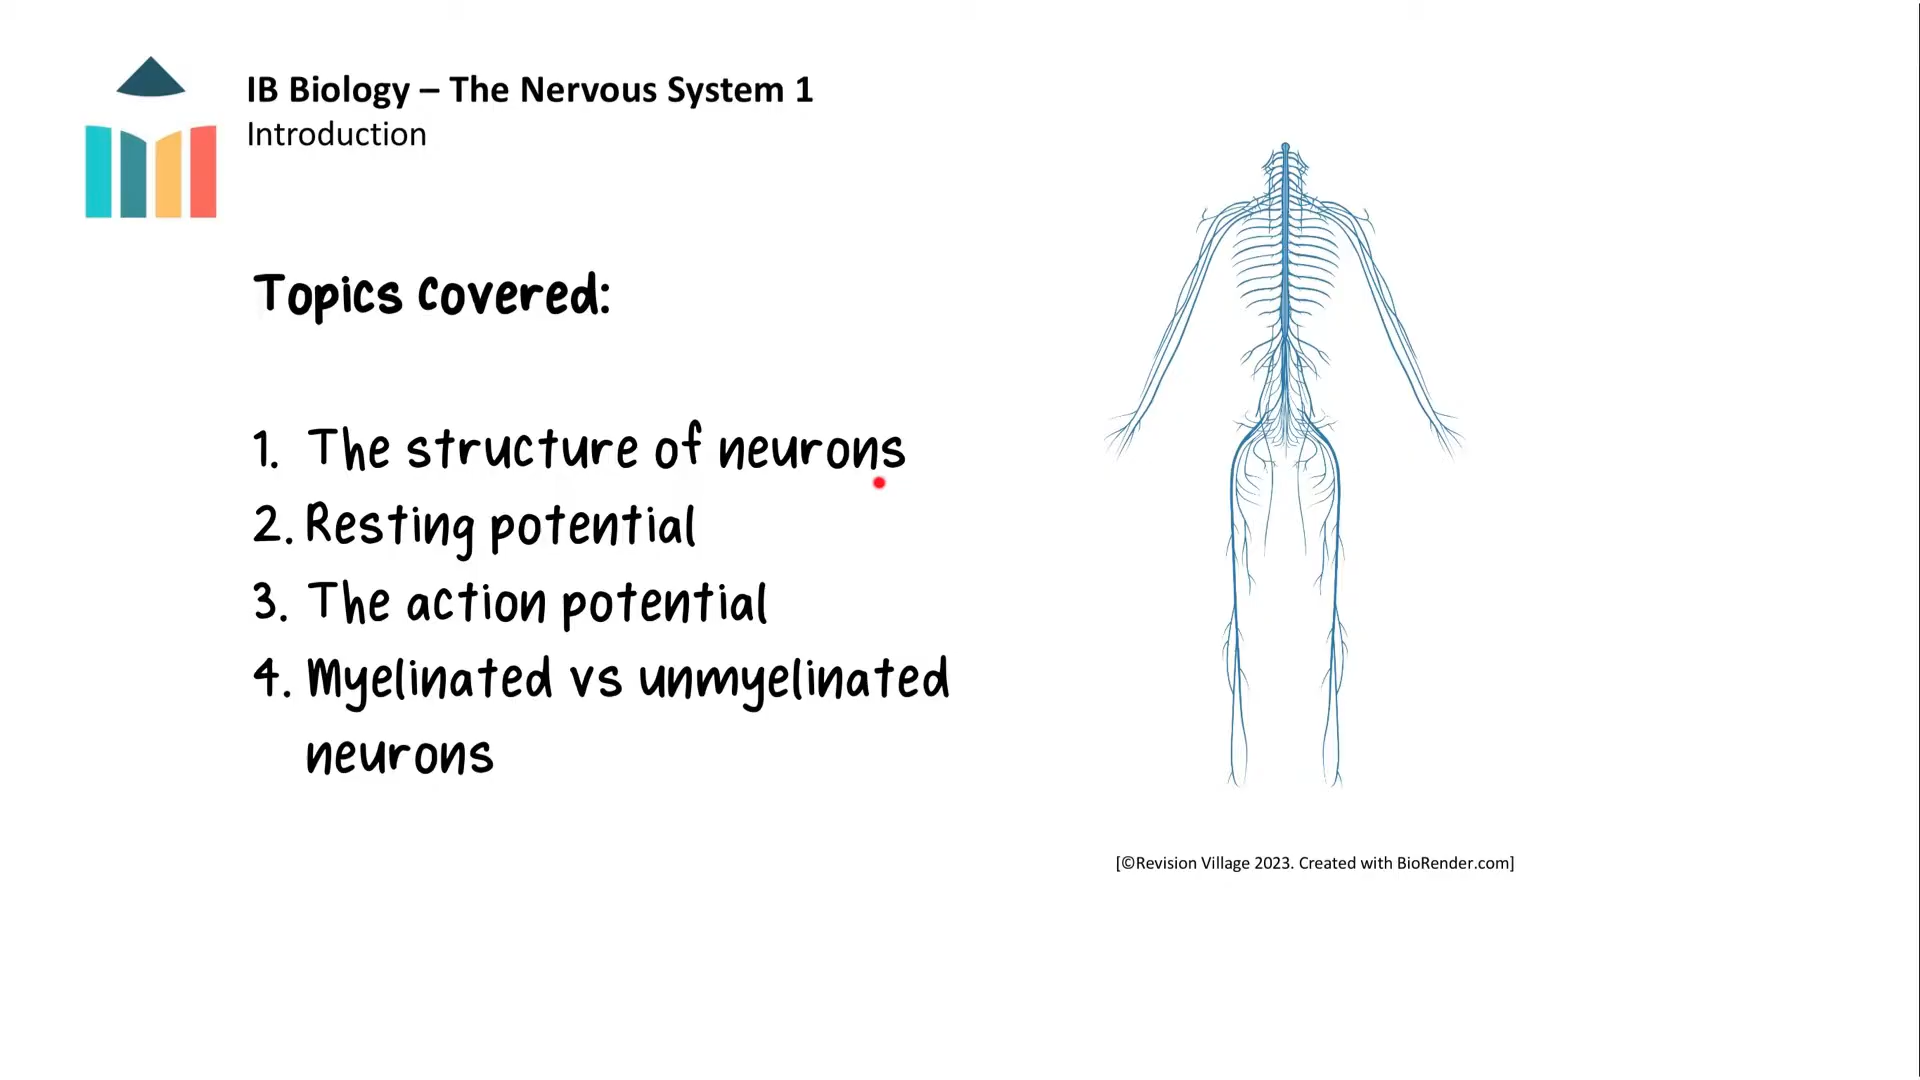 IB Biology – The Nervous System 1
Introduction
Topics covered:
1. The structure of neurons
2. Resting potential
3. The action potential
4. Myelinated vs unmyelinated
neurons
[©Revision Village 2023. Created with BioRender.com]